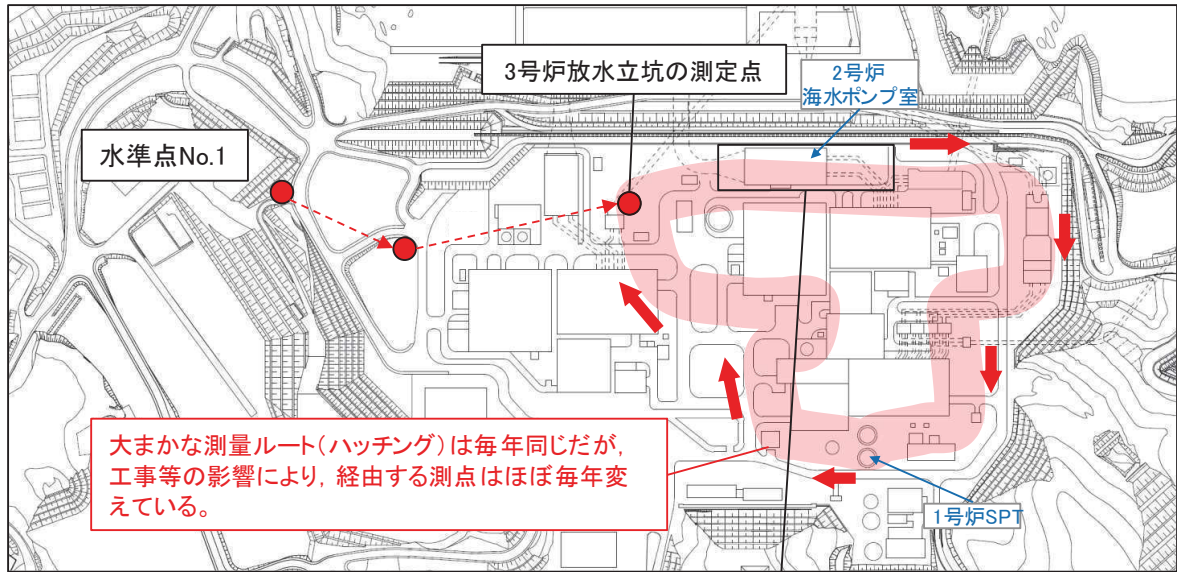 3号炉放水立坑の測定点
2号炉
海水ポンプ室
水準点No.1
大まかな測量ルート(ハッチング)は毎年同じだが,
工事等の影響により, 経由する測点はほぼ毎年変
えている。
1号炉SPT